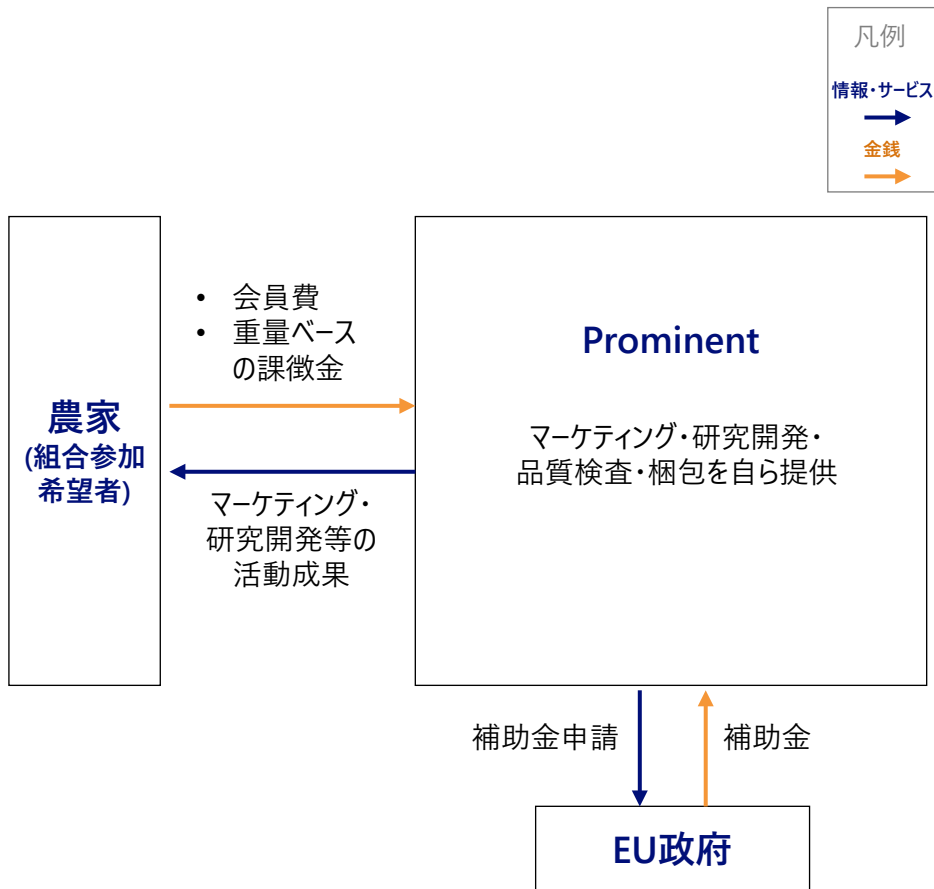 凡例
情報・サービス
金銭
• 会員費
• 重量ベース
の課徴金
農家
(組合参加
希望者)
マーケティング・
研究開発等の
活動成果
Prominent
マーケティング・研究開発・
品質検査・梱包を自ら提供
補助金申請
補助金
EU政府